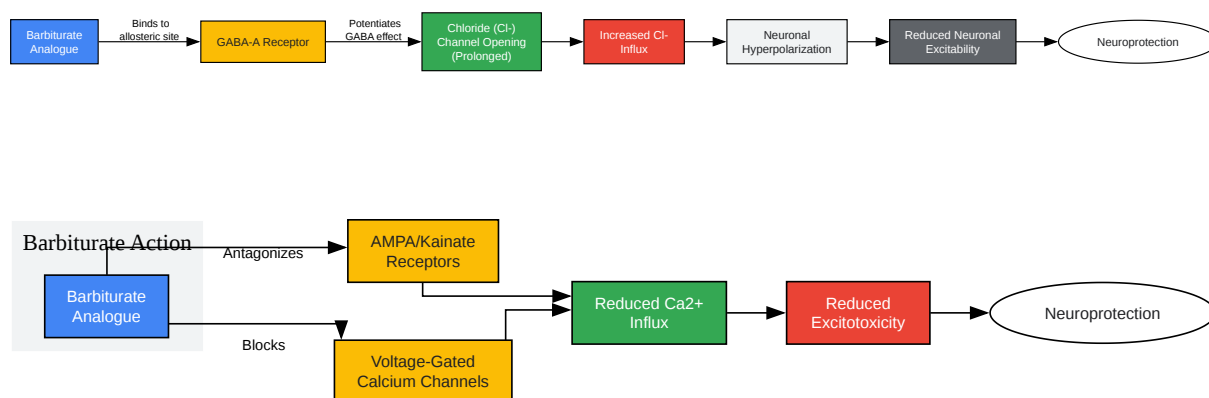 Barbiturate
Analogue
Binds to
allosteric site
GABA-A Receptor
Potentiates
GABA effect
Chloride (Cl-)
Channel Opening
(Prolonged)
Increased Cl-
Influx
Neuronal
Hyperpolarization
Reduced Neuronal
Excitability
Neuroprotection
Barbiturate Action
Barbiturate
Analogue
Antagonizes
Blocks
AMPA/Kainate
Receptors
Voltage-Gated
Calcium Channels
Reduced Ca2+
Influx
Reduced
Excitotoxicity
Neuroprotection